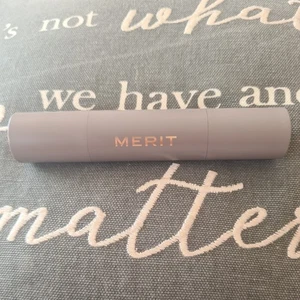 's not what
we have and
MERIT
matter